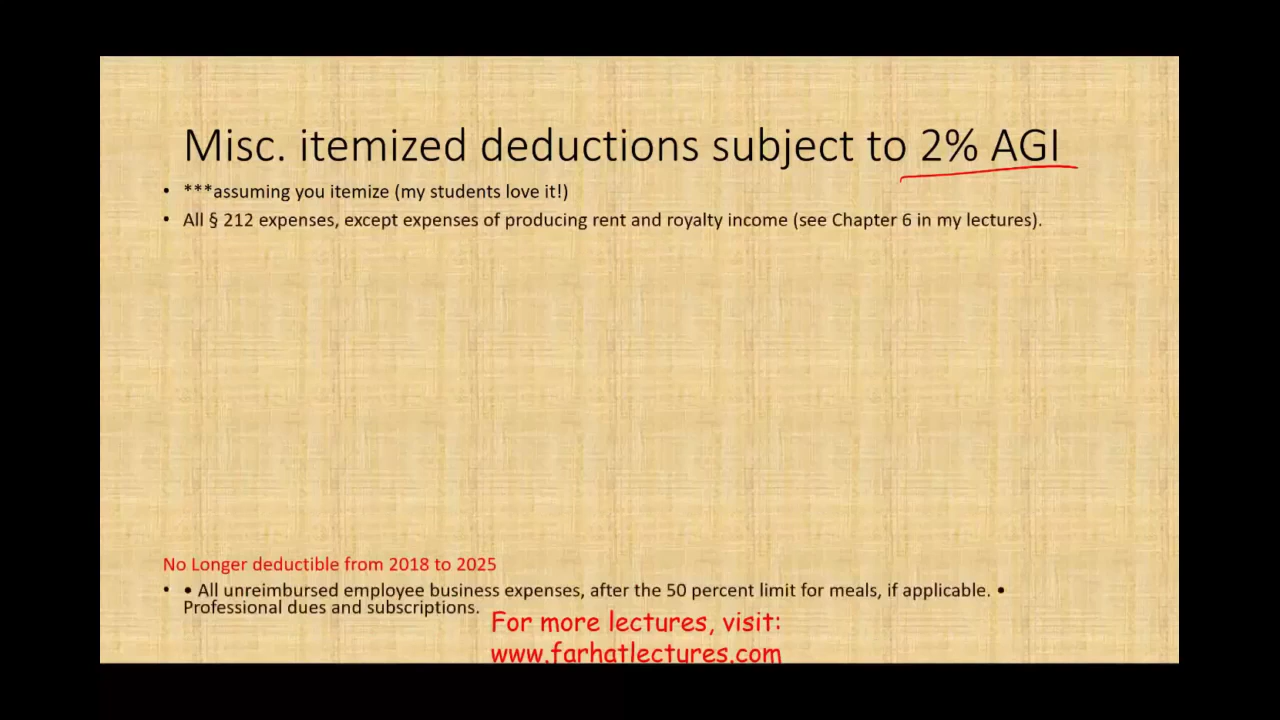 Misc. itemized deductions subject to 2% AGI
• ***assuming you itemize (my students love it!)
• All § 212 expenses, except expenses of producing rent and royalty income (see Chapter 6 in my lectures).
No Longer deductible from 2018 to 2025
• • All unreimbursed employee business expenses, after the 50 percent limit for meals, if applicable. •
Professional dues and subscriptions.
For more lectures, visit:
www.farhatlectures.com